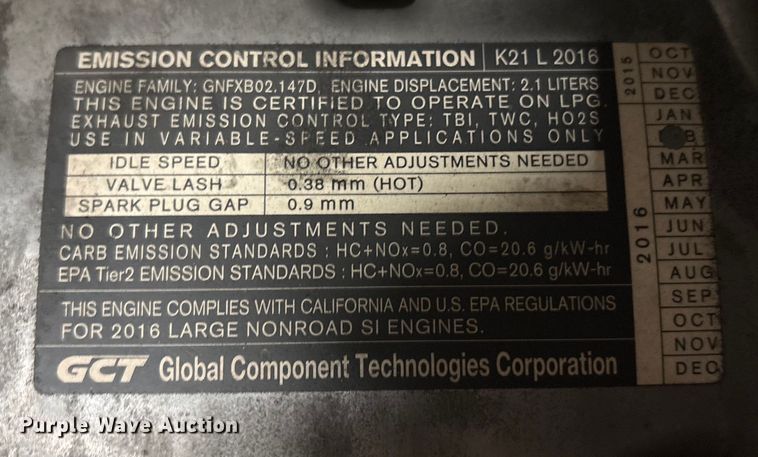 EMISSION CONTROL INFORMATION K21 L 2016
ENGINE FAMILY: GNFXB02.147D, ENGINE DISPLACEMENT: 2.1 LITERS
THIS ENGINE IS CERTIFIED TO OPERATE ON LPG.
EXHAUST EMISSION CONTROL TYPE: TBI, TWC, HO2S
USE IN VARIABLE-SPEED APPLICATIONS ONLY
IDLE SPEED NO OTHER ADJUSTMENTS NEEDED
VALVE LASH 0.38 mm (HOT)
SPARK PLUG GAP 0.9 mm
NO OTHER ADJUSTMENTS NEEDED.
CARB EMISSION STANDARDS : HC+NOx=0.8, CO=20.6 g/kW-hr
EPA Tier2 EMISSION STANDARDS : HC+NOx=0.8, CO=20.6 g/kW-hr
THIS ENGINE COMPLIES WITH CALIFORNIA AND U.S. EPA REGULATIONS
FOR 2016 LARGE NONROAD SI ENGINES.
GCT Global Component Technologies Corporation
2015
OCT
NOV
DEC
2016
JAN
MAR
APR
MAY
JUN
JUL
AUG
SEP
OCT
NOV
DEC
Purple Wave Auction